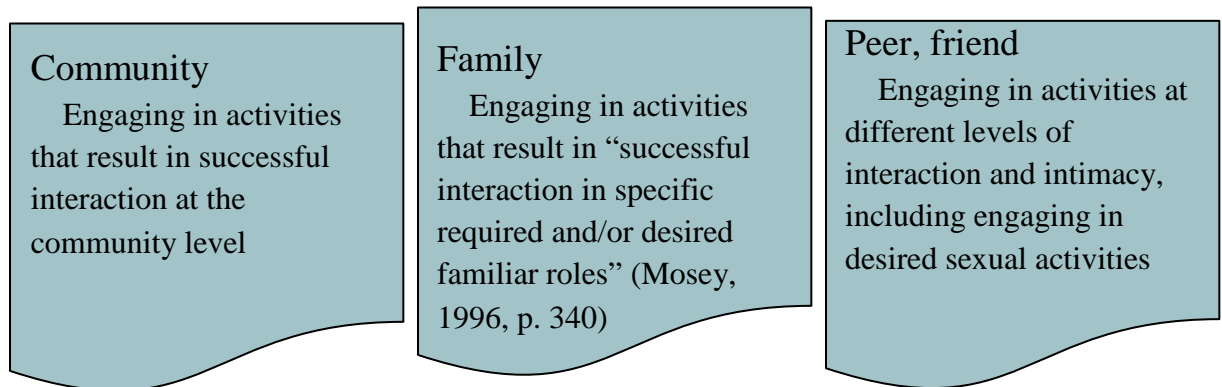 Community
Engaging in activities
that result in successful
interaction at the
community level
Family
Engaging in activities
that result in “successful
interaction in specific
required and/or desired
familiar roles” (Mosey,
1996, p. 340)
Peer, friend
Engaging in activities at
different levels of
interaction and intimacy,
including engaging in
desired sexual activities